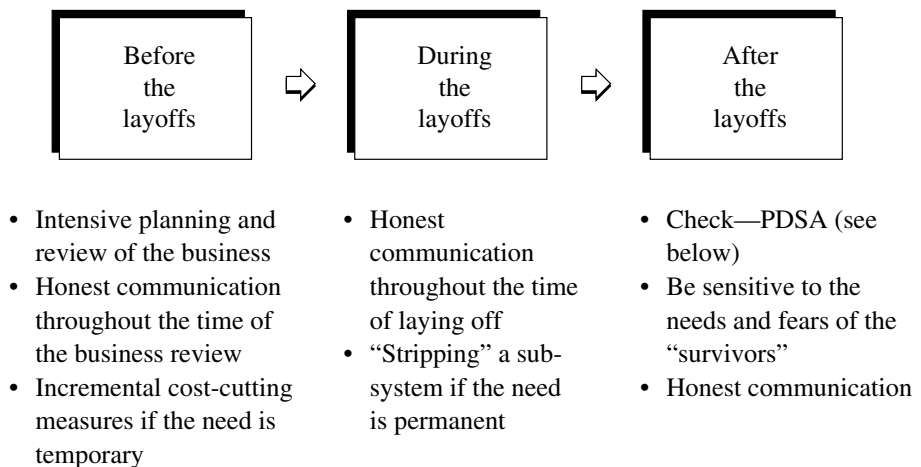 Before
the
layoffs
During
the
layoffs
After
the
layoffs
• Intensive planning and
review of the business
• Honest communication
throughout the time of
the business review
• Incremental cost-cutting
measures if the need is
temporary
• Honest
communication
throughout the time
of laying off
• “Stripping” a sub-
system if the need
is permanent
• Check—PDSA (see
below)
• Be sensitive to the
needs and fears of the
“survivors”
• Honest communication